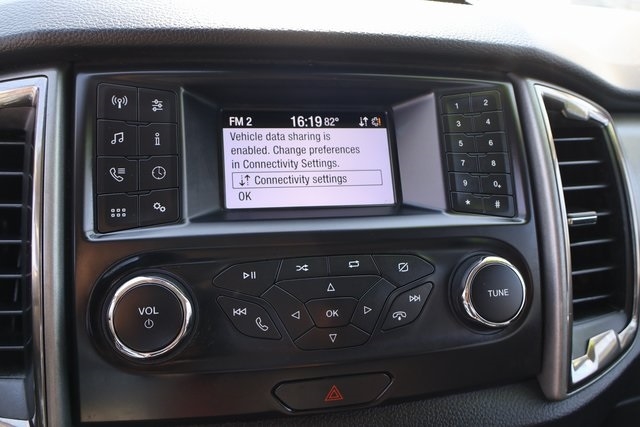 FM 2 16:19 82°
Vehicle data sharing is
enabled. Change preferences
in Connectivity Settings.
Connectivity settings
OK
i
1 2
3 4
5 6
7 8
9 0+
* #
VOL
OK
TUNE